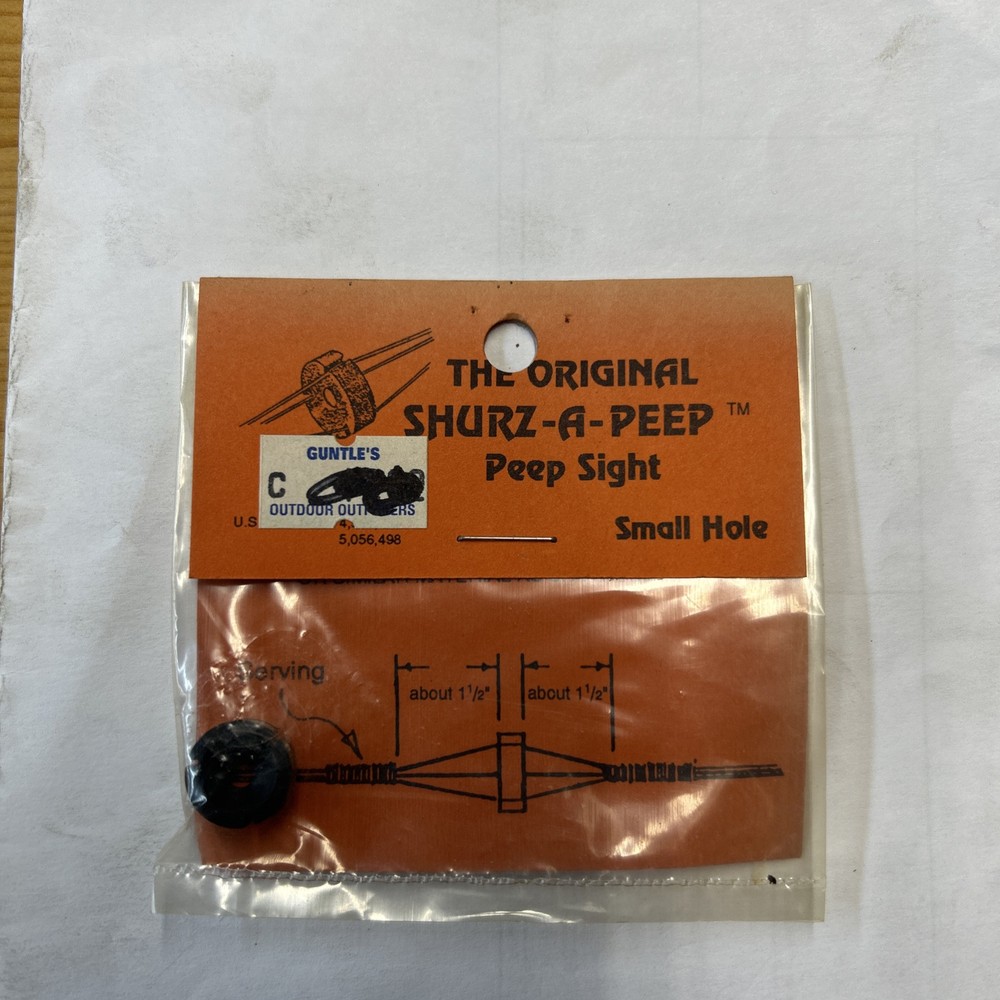 THE ORIGINAL
SHURZ-A-PEEP ™
Peep Sight
GUNTLE'S
C
OUTDOOR
U.S
5,056,498
Small Hole
Serving
about 1 1/2" about 1 1/2"